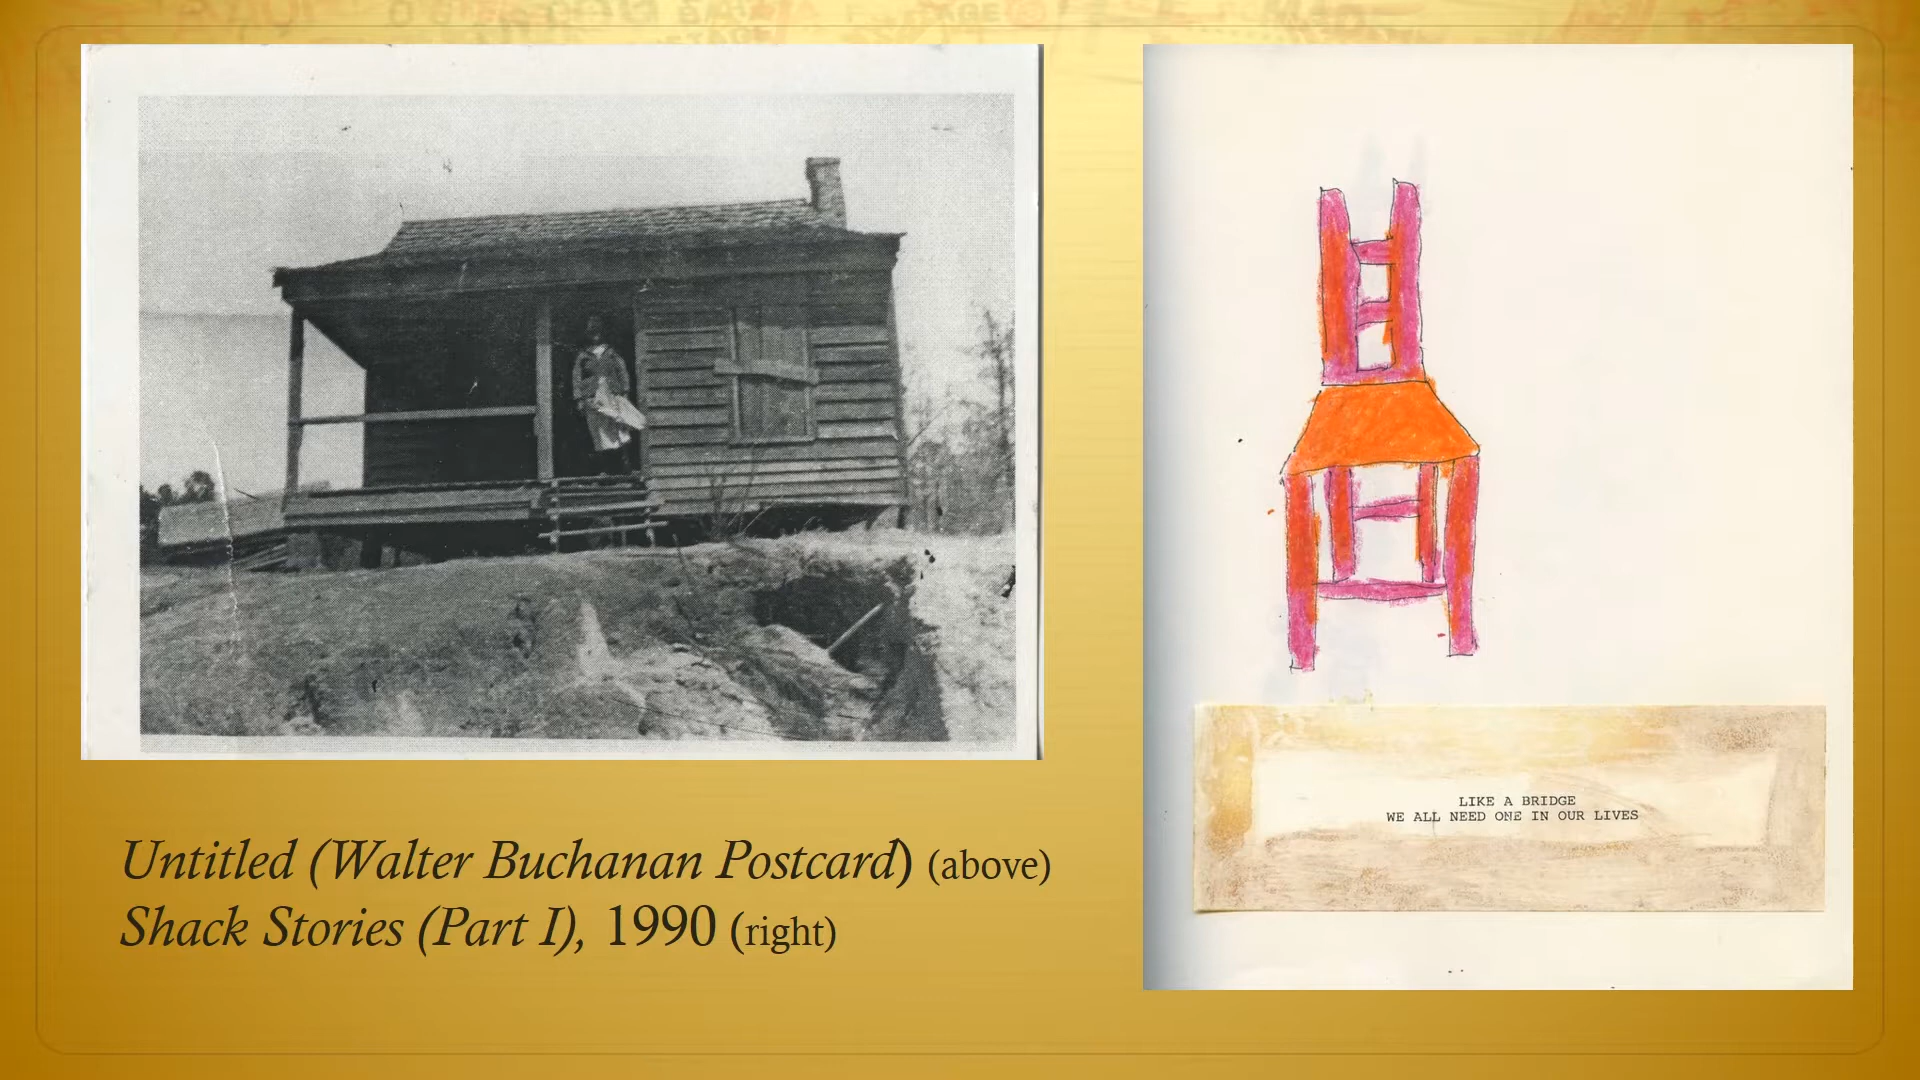 Untitled (Walter Buchanan Postcard) (above)
Shack Stories (Part I), 1990 (right)
LIKE A BRIDGE
WE ALL NEED ONE IN OUR LIVES